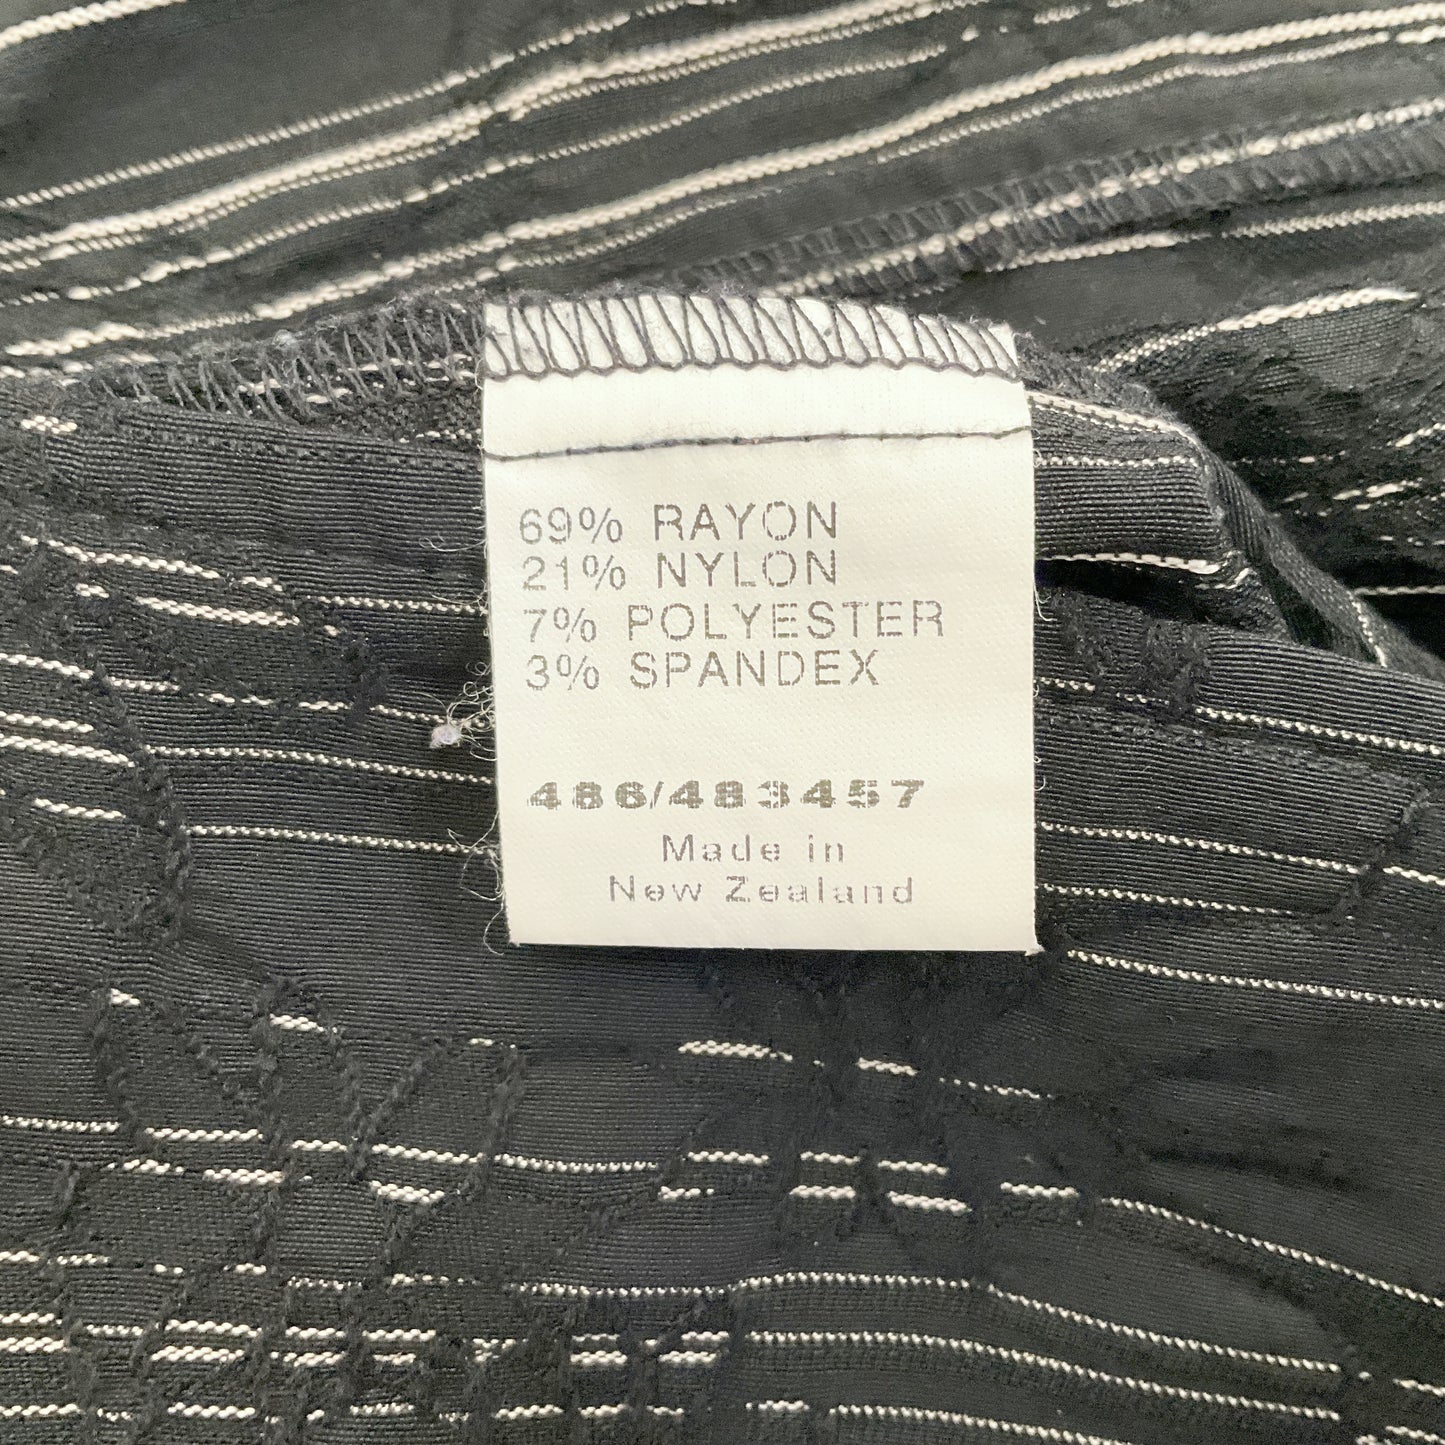 69% RAYON
21% NYLON
7% POLYESTER
3% SPANDEX
486/483457
Made in
New Zealand